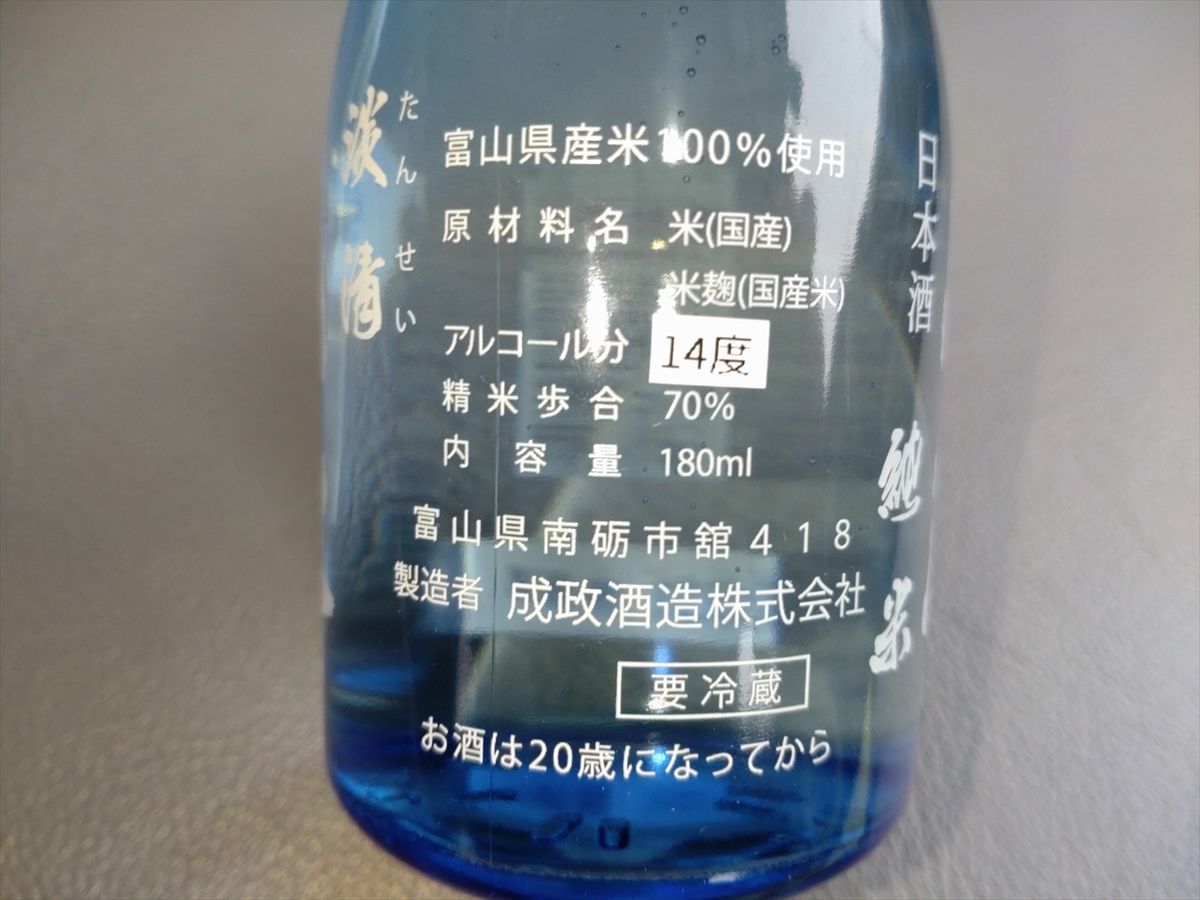 淡清
たんせい
富山県産米100%使用
原材料名 米(国産)
米麹(国産米)
アルコール分 14度
精米歩合 70%
内容量 180ml
富山県南砺市舘418
製造者 成政酒造株式会社
要冷蔵
お酒は20歳になってから
日本酒
純米